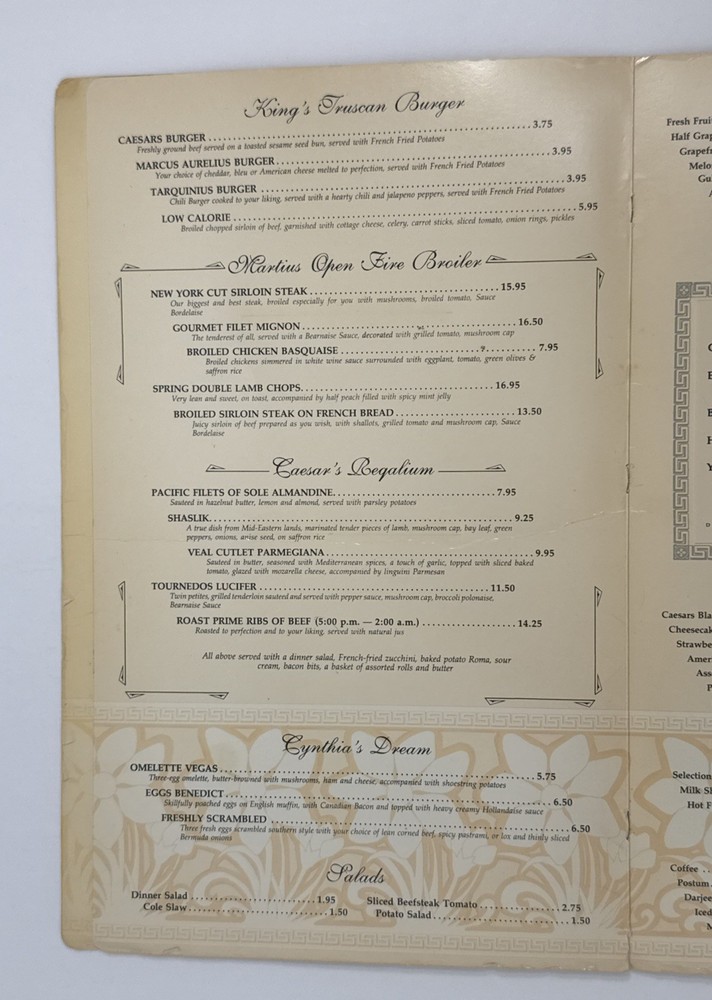 King's Truscan Burger
CAESARS BURGER ........ 3.75
Freshly ground beef served on a toasted sesame seed bun, served with French Fried Potatoes
MARCUS AURELIUS BURGER ........ 3.95
Your choice of cheddar, bleu or American cheese melted to perfection, served with French Fried Potatoes
TARQUINIUS BURGER ........ 3.95
Chili Burger cooked to your liking, served with a hearty chili and jalapeno peppers, served with French Fried Potatoes
LOW CALORIE ........ 5.95
Broiled chopped sirloin of beef, garnished with cottage cheese, celery, carrot sticks, sliced tomato, onion rings, pickles
Martius Open Fire Broiler
NEW YORK CUT SIRLOIN STEAK ........ 15.95
Our biggest and best steak, broiled especially for you with mushrooms, broiled tomato, Sauce
Bordelaise
GOURMET FILET MIGNON ........ 16.50
The tenderest of all, served with a Bearnaise Sauce, decorated with grilled tomato, mushroom cap
BROILED CHICKEN BASQUAISE ........ 7.95
Broiled chickens simmered in white wine sauce surrounded with eggplant, tomato, green olives &
saffron rice
SPRING DOUBLE LAMB CHOPS ........ 16.95
Very lean and sweet, on toast, accompanied by half peach filled with spicy mint jelly
BROILED SIRLOIN STEAK ON FRENCH BREAD ........ 13.50
Juicy sirloin of beef prepared as you wish, with shallots, grilled tomato and mushroom cap, Sauce
Bordelaise
Caesar's Regalium
PACIFIC FILETS OF SOLE ALMANDINE ........ 7.95
Sauteed in hazelnut butter, lemon and almond, served with parsley potatoes
SHASLIK ........ 9.25
A true dish from Mid-Eastern lands, marinated tender pieces of lamb, mushroom cap, bay leaf, green
peppers, onions, arise seed, on saffron rice
VEAL CUTLET PARMEGIANA ........ 9.95
Sauteed in butter, seasoned with Mediterranean spices, a touch of garlic, topped with sliced baked
tomato, glazed with mozarella cheese, accompanied by linguini Parmesan
TOURNEDOS LUCIFER ........ 11.50
Twin petites, grilled tenderloin sauteed and served with pepper sauce, mushroom cap, broccoli polonaise,
Bearnaise Sauce
ROAST PRIME RIBS OF BEEF (5:00 p.m. — 2:00 a.m.) ........ 14.25
Roasted to perfection and to your liking, served with natural jus
All above served with a dinner salad, French-fried zucchini, baked potato Roma, sour
cream, bacon bits, a basket of assorted rolls and butter
Cynthia's Dream
OMELETTE VEGAS ........ 5.75
Three-egg omelette, butter-browned with mushrooms, ham and cheese, accompanied with shoestring potatoes
EGGS BENEDICT ........ 6.50
Skillfully poached eggs on English muffin, with Canadian Bacon and topped with heavy creamy Hollandaise sauce
FRESHLY SCRAMBLED ........ 6.50
Three fresh eggs scrambled southern style with your choice of lean corned beef, spicy pastrami, or lox and thinly sliced
Bermuda onions
Salads
Dinner Salad ........ 1.95
Cole Slaw ........ 1.50
Sliced Beefsteak Tomato ........ 2.75
Potato Salad ........ 1.50
Fresh Frui
Half Grap
Grapef
Melo
Gu
Caesars Bla
Cheesecak
Strawbe
Ameri
Ass
P
Selection
Milk Sh
Hot F
Coffee
Postum
Darjee
Iced
M